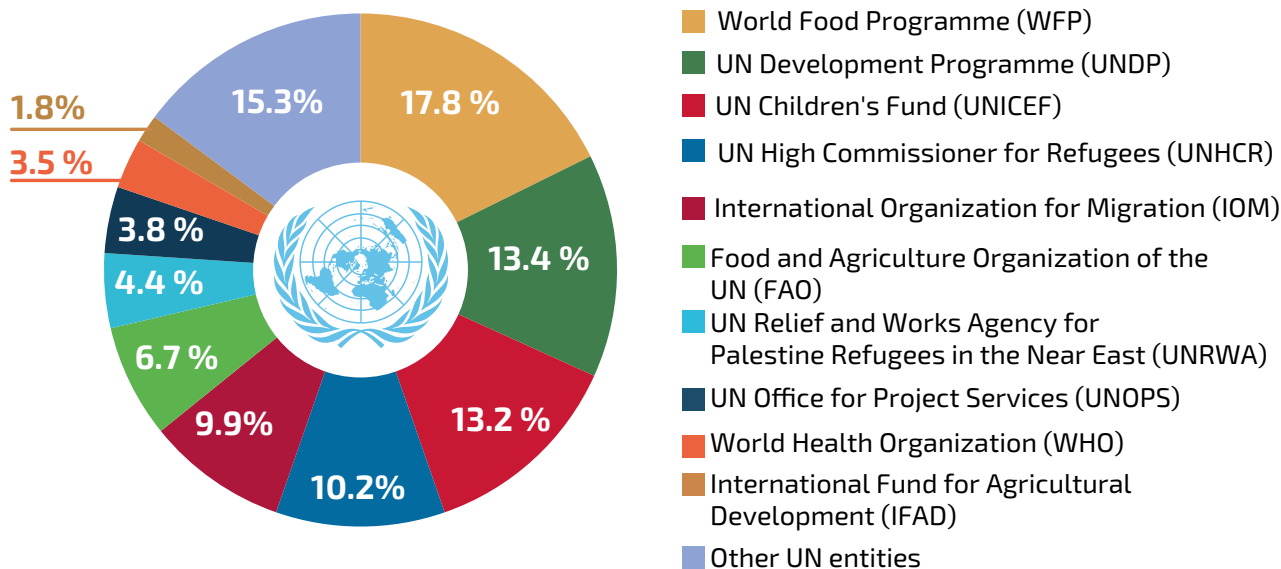 15.3%
17.8 %
1.8%
3.5 %
3.8 %
13.4 %
4.4 %
6.7 %
9.9%
13.2 %
10.2%
World Food Programme (WFP)
UN Development Programme (UNDP)
UN Children's Fund (UNICEF)
UN High Commissioner for Refugees (UNHCR)
International Organization for Migration (IOM)
Food and Agriculture Organization of the
UN (FAO)
UN Relief and Works Agency for
Palestine Refugees in the Near East (UNRWA)
UN Office for Project Services (UNOPS)
World Health Organization (WHO)
International Fund for Agricultural
Development (IFAD)
Other UN entities